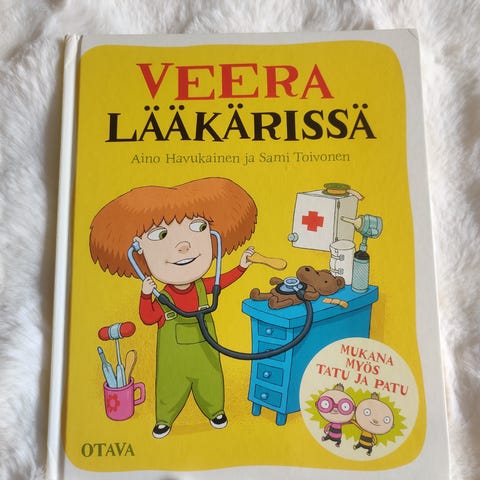 VEERA
LÄÄKÄRISSÄ
Aino Havukainen ja Sami Toivonen
MUKANA
MYÖS
TATU JA PATU
OTAVA